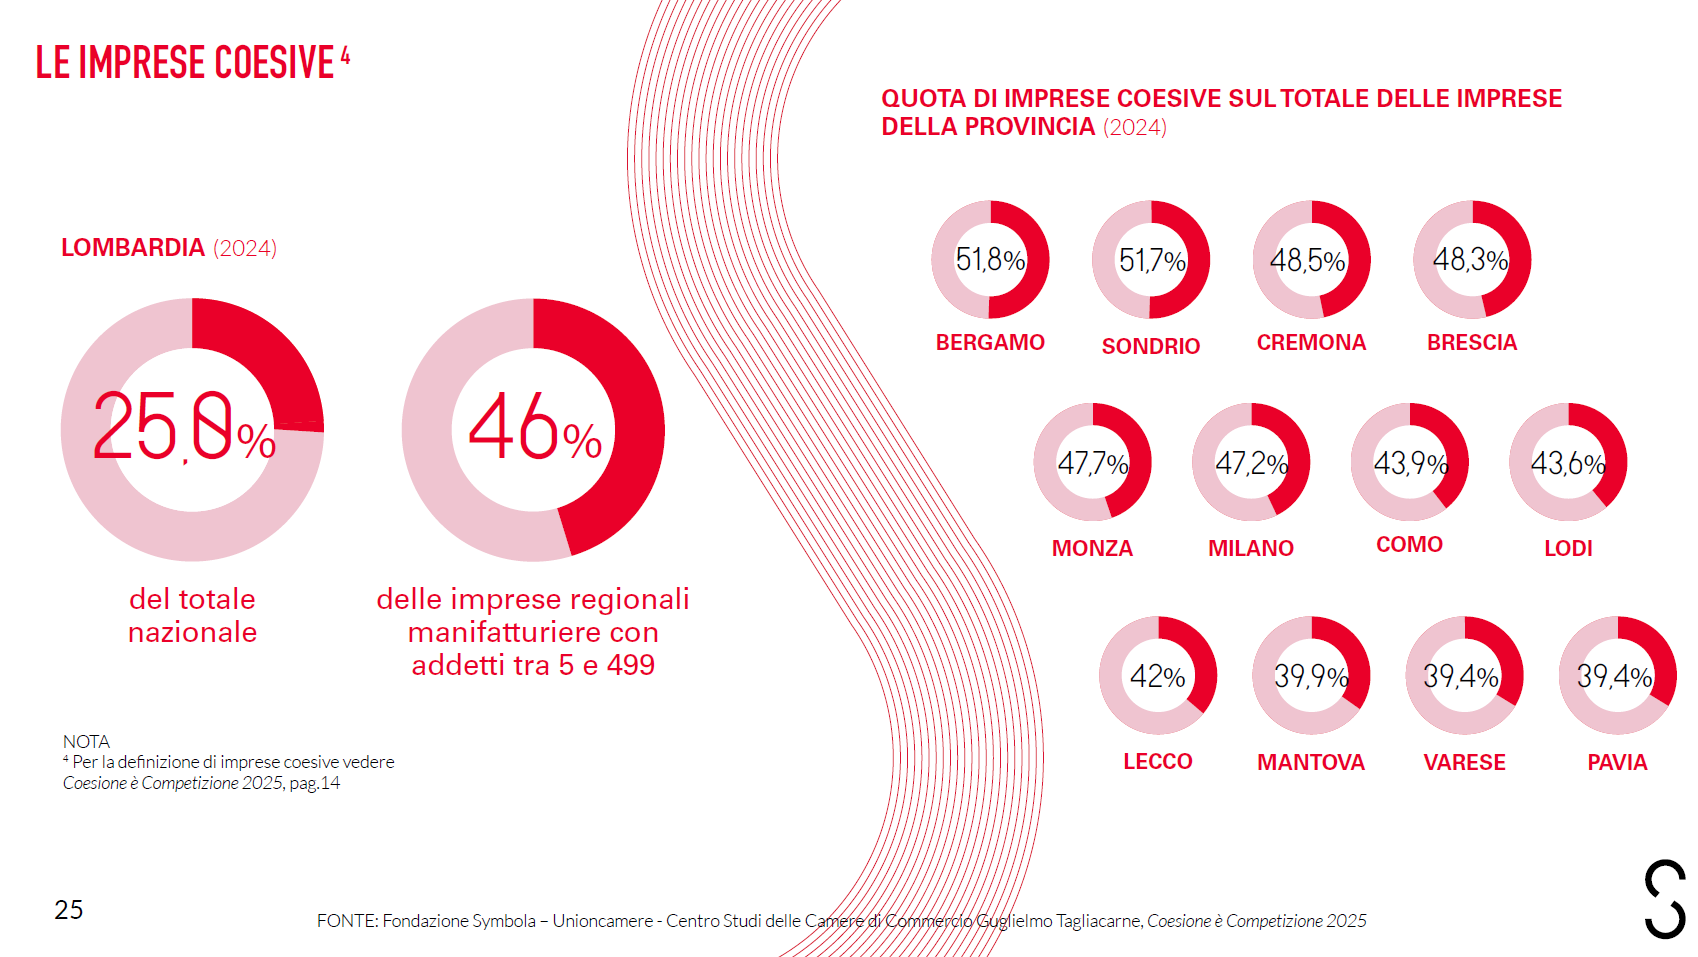 LE IMPRESE COESIVE ⁴
QUOTA DI IMPRESE COESIVE SUL TOTALE DELLE IMPRESE
DELLA PROVINCIA (2024)
LOMBARDIA (2024)
25,0%
del totale
nazionale
46%
delle imprese regionali
manifatturiere con
addetti tra 5 e 499
51,8%
BERGAMO
51,7%
SONDRIO
48,5%
CREMONA
48,3%
BRESCIA
47,7%
MONZA
47,2%
MILANO
43,9%
COMO
43,6%
LODI
42%
LECCO
39,9%
MANTOVA
39,4%
VARESE
39,4%
PAVIA
NOTA
⁴ Per la definizione di imprese coesive vedere
Coesione è Competizione 2025, pag.14
25
FONTE: Fondazione Symbola – Unioncamere - Centro Studi delle Camere di Commercio Guglielmo Tagliacarne, Coesione è Competizione 2025